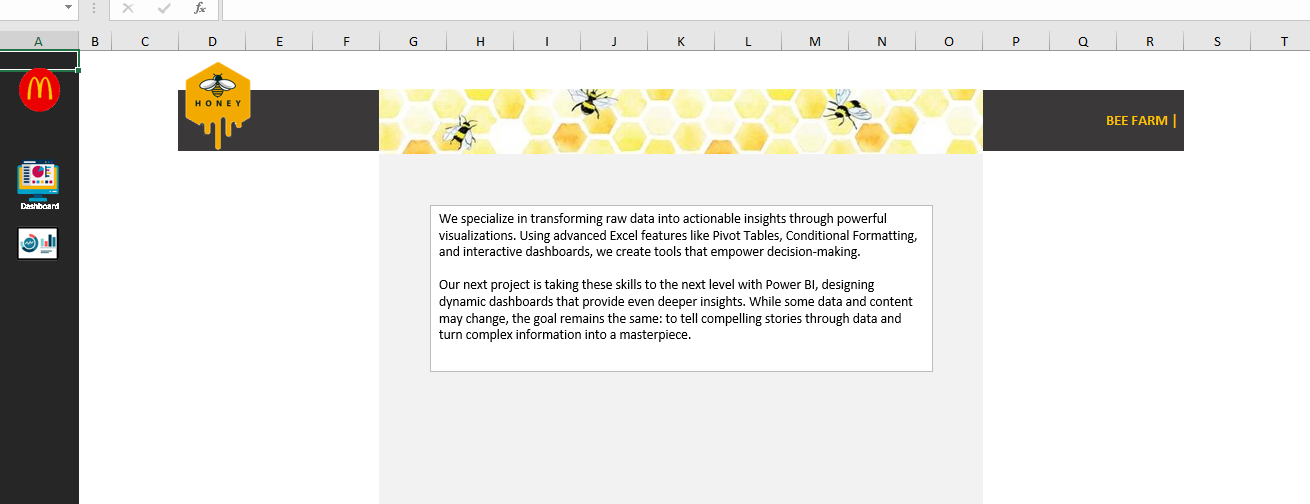 fx
A B C D E F G H I J K L M N O P Q R S T
HONEY
BEE FARM |
Dashboard
We specialize in transforming raw data into actionable insights through powerful
visualizations. Using advanced Excel features like Pivot Tables, Conditional Formatting,
and interactive dashboards, we create tools that empower decision-making.
Our next project is taking these skills to the next level with Power BI, designing
dynamic dashboards that provide even deeper insights. While some data and content
may change, the goal remains the same: to tell compelling stories through data and
turn complex information into a masterpiece.